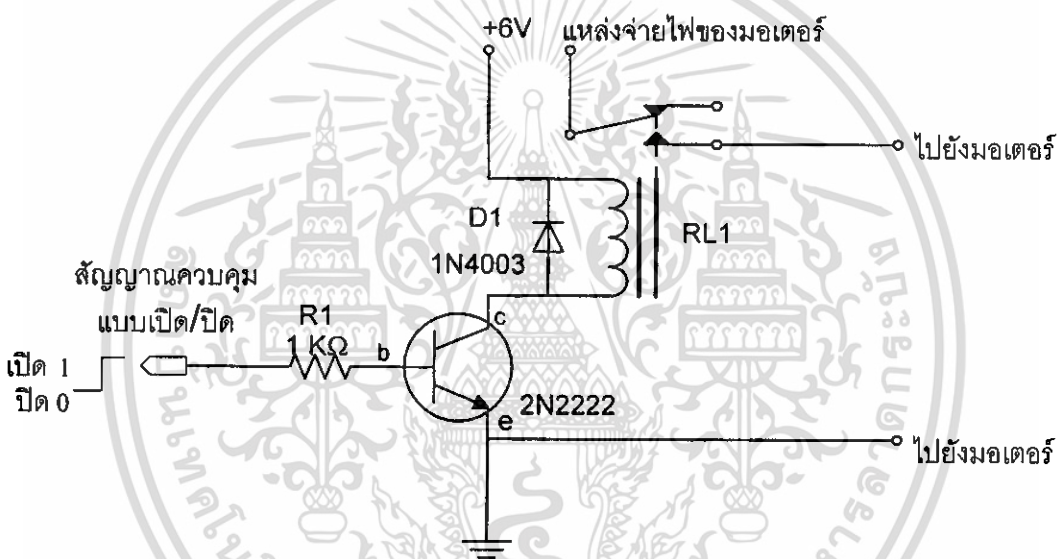 +6V แหล่งจ่ายไฟของมอเตอร์
ไปยังมอเตอร์
D1
1N4003
RL1
สัญญาณควบคุม
แบบเปิด/ปิด
R1
1 KΩ
b
c
เปิด 1
ปิด 0
2N2222
e
ไปยังมอเตอร์